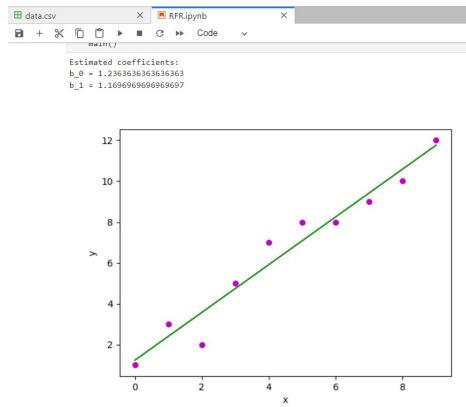 data.csv
RFR.ipynb
Code
main()
Estimated coefficients:
b_0 = 1.2363636363636363
b_1 = 1.1696969696969697
12
10
8
6
4
2
y
0 2 4 6 8
x